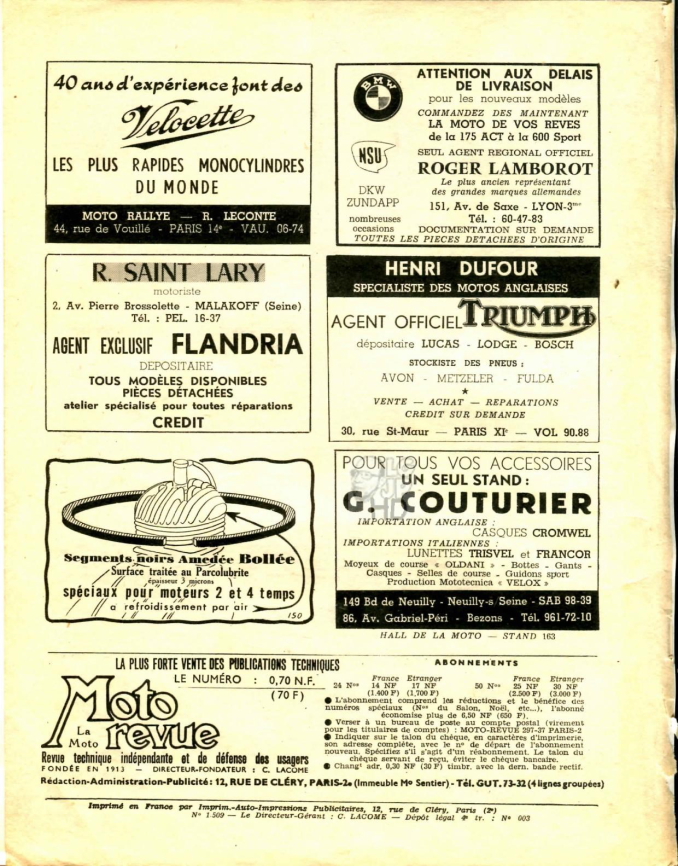 40 ans d'expérience font des
Velocette
LES PLUS RAPIDES MONOCYLINDRES
DU MONDE
MOTO RALLYE — R. LECONTE
44, rue de Vouillé - PARIS 14e - VAU. 06-74
BMW
ATTENTION AUX DELAIS
DE LIVRAISON
pour les nouveaux modèles
COMMANDEZ DES MAINTENANT
LA MOTO DE VOS REVES
de la 175 ACT à la 600 Sport
NSU
SEUL AGENT REGIONAL OFFICIEL
ROGER LAMBOROT
Le plus ancien représentant
des grandes marques allemandes
DKW
ZUNDAPP
151, Av. de Saxe - LYON-3me
Tél. : 60-47-83
nombreuses
occasions
DOCUMENTATION SUR DEMANDE
TOUTES LES PIECES DETACHEES D'ORIGINE
R. SAINT LARY
motoriste
2, Av. Pierre Brossolette - MALAKOFF (Seine)
Tél. : PEL. 16-37
AGENT EXCLUSIF FLANDRIA
DEPOSITAIRE
TOUS MODÈLES DISPONIBLES
PIÈCES DÉTACHÉES
atelier spécialisé pour toutes réparations
CREDIT
HENRI DUFOUR
SPECIALISTE DES MOTOS ANGLAISES
AGENT OFFICIEL TRIUMPH
dépositaire LUCAS - LODGE - BOSCH
STOCKISTE DES PNEUS :
AVON - METZELER - FULDA
VENTE — ACHAT — REPARATIONS
CREDIT SUR DEMANDE
30, rue St-Maur — PARIS XIe — VOL 90.88
Segments noirs Amedée Bollée
Surface traitée au Parcolubrite
épaisseur 3 microns
spéciaux pour moteurs 2 et 4 temps
a refroidissement par air
150
POUR TOUS VOS ACCESSOIRES
UN SEUL STAND :
G. COUTURIER
IMPORTATION ANGLAISE :
CASQUES CROMWEL
IMPORTATIONS ITALIENNES :
LUNETTES TRISVEL et FRANCOR
Moyeux de course « OLDANI » - Bottes - Gants -
Casques - Selles de course - Guidons sport
Production Mototecnica « VELOX »
149 Bd de Neuilly - Neuilly-s Seine - SAB 98-39
86, Av. Gabriel-Péri - Bezons - Tél. 961-72-10
HALL DE LA MOTO — STAND 163
LA PLUS FORTE VENTE DES PUBLICATIONS TECHNIQUES
LE NUMÉRO : 0,70 N.F.
(70 F)
Moto
revue
La
Moto
Revue technique indépendante et de défense des usagers
FONDÉE EN 1913 — DIRECTEUR-FONDATEUR : C. LACOME
ABONNEMENTS
France Etranger France Etranger
24 Nos 14 NF 17 NF 50 Nos 25 NF 30 NF
(1.400 F) (1,700 F) (2.500 F) (3.000 F)
● L'abonnement comprend les réductions et le bénéfice des
numéros spéciaux (Nos du Salon, Noël, etc...), l'abonné
économise plus de 6,50 NF (650 F).
● Verser à un bureau de poste au compte postal (virement
pour les titulaires de comptes) : MOTO-REVUE 297-37 PARIS-2
● Indiquer sur le talon du chèque, en caractères d'imprimerie,
son adresse complète, avec le no de départ de l'abonnement
nouveau. Spécifiez s'il s'agit d'un réabonnement. Le talon du
chèque servant de reçu, éviter le chèque bancaire.
● Changt adr. 0,30 NF (30 F) timbr. avec la dern. bande rectif.
Rédaction-Administration-Publicité : 12, RUE DE CLÉRY, PARIS-2e (Immeuble Mo Sentier) - Tél. GUT. 73-32 (4 lignes groupées)
Imprimé en France par Imprim.-Auto-Impressions Publicitaires, 12, rue de Cléry, Paris (2e)
No 1.509 — Le Directeur-Gérant : C. LACOME — Dépôt légal 4e tr. : No 003